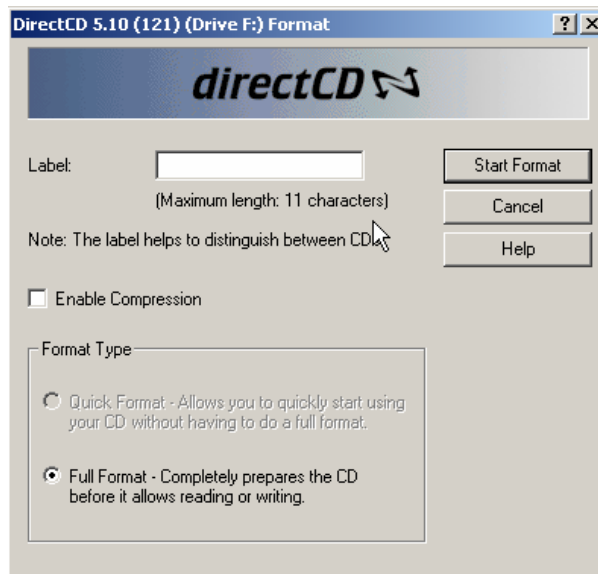 DirectCD 5.10 (121) (Drive F:) Format
directCD
Label:
(Maximum length: 11 characters)
Note: The label helps to distinguish between
Start Format
Cancel
Help
Enable Compression
Format Type
Quick Format - Allows you to quickly start using
your CD without having to do a full format.
Full Format - Completely prepares the CD
before it allows reading or writing.